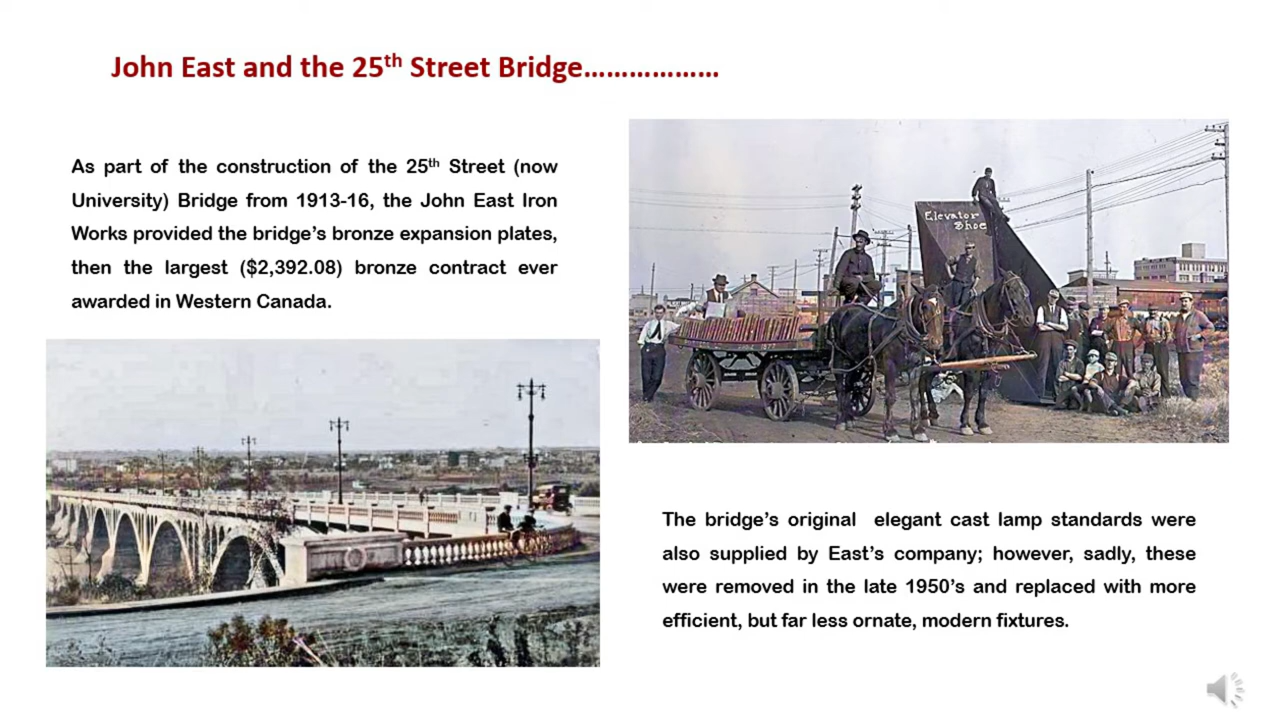 John East and the 25th Street Bridge………………
As part of the construction of the 25th Street (now
University) Bridge from 1913-16, the John East Iron
Works provided the bridge’s bronze expansion plates,
then the largest ($2,392.08) bronze contract ever
awarded in Western Canada.
Elevator
Shoe
The bridge’s original elegant cast lamp standards were
also supplied by East’s company; however, sadly, these
were removed in the late 1950’s and replaced with more
efficient, but far less ornate, modern fixtures.